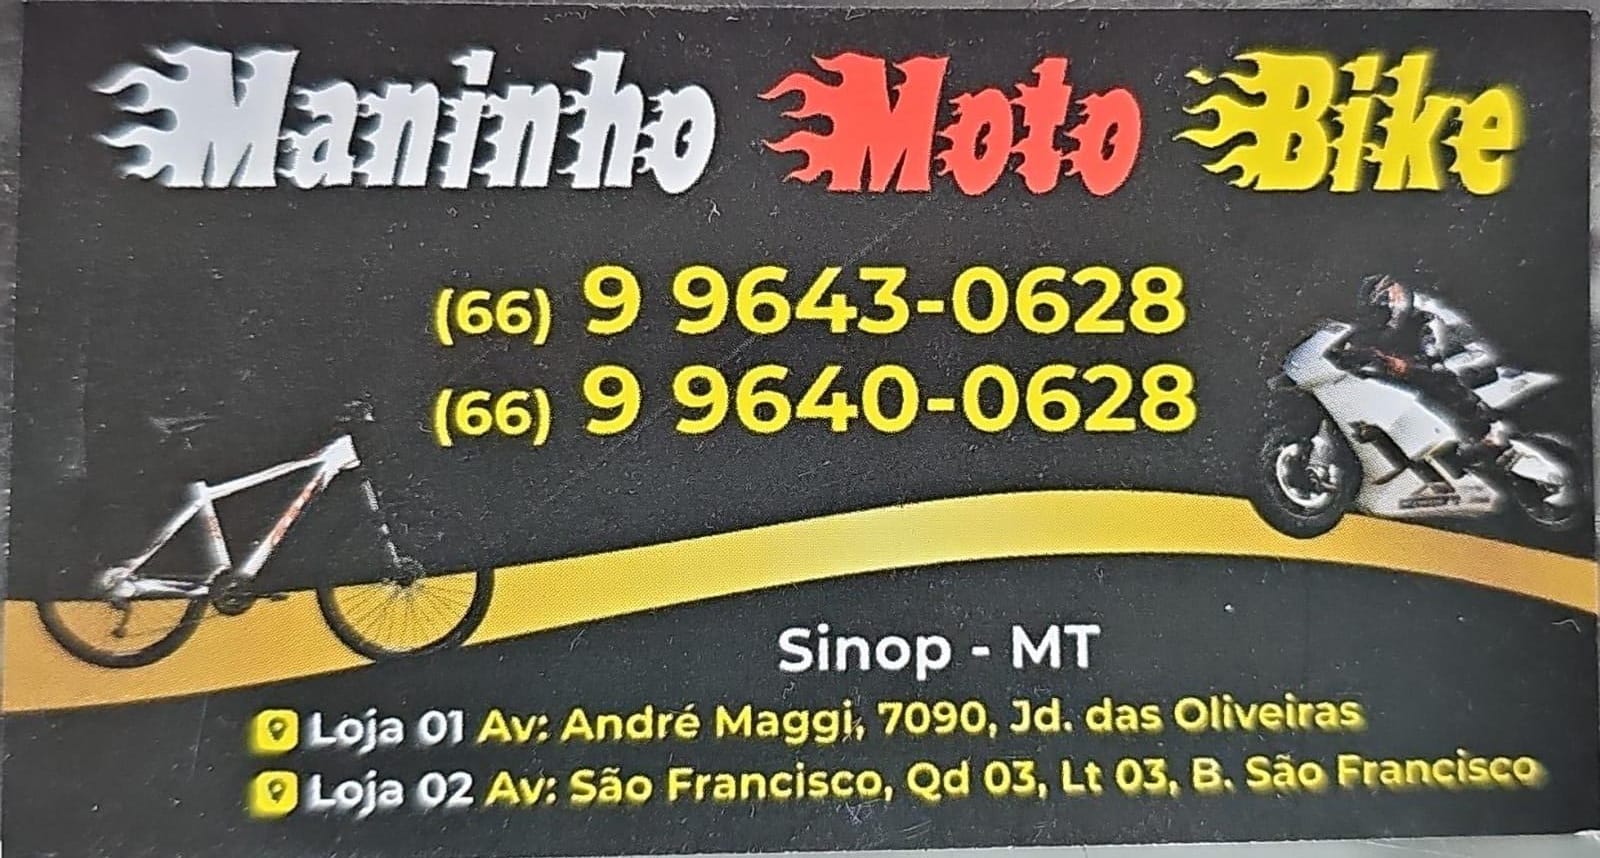 Maninho Moto Bike
(66) 9 9643-0628
(66) 9 9640-0628
Sinop - MT
Loja 01 Av: André Maggi, 7090, Jd. das Oliveiras
Loja 02 Av: São Francisco, Qd 03, Lt 03, B. São Francisco